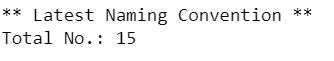 ** Latest Naming Convention **
Total No.: 15